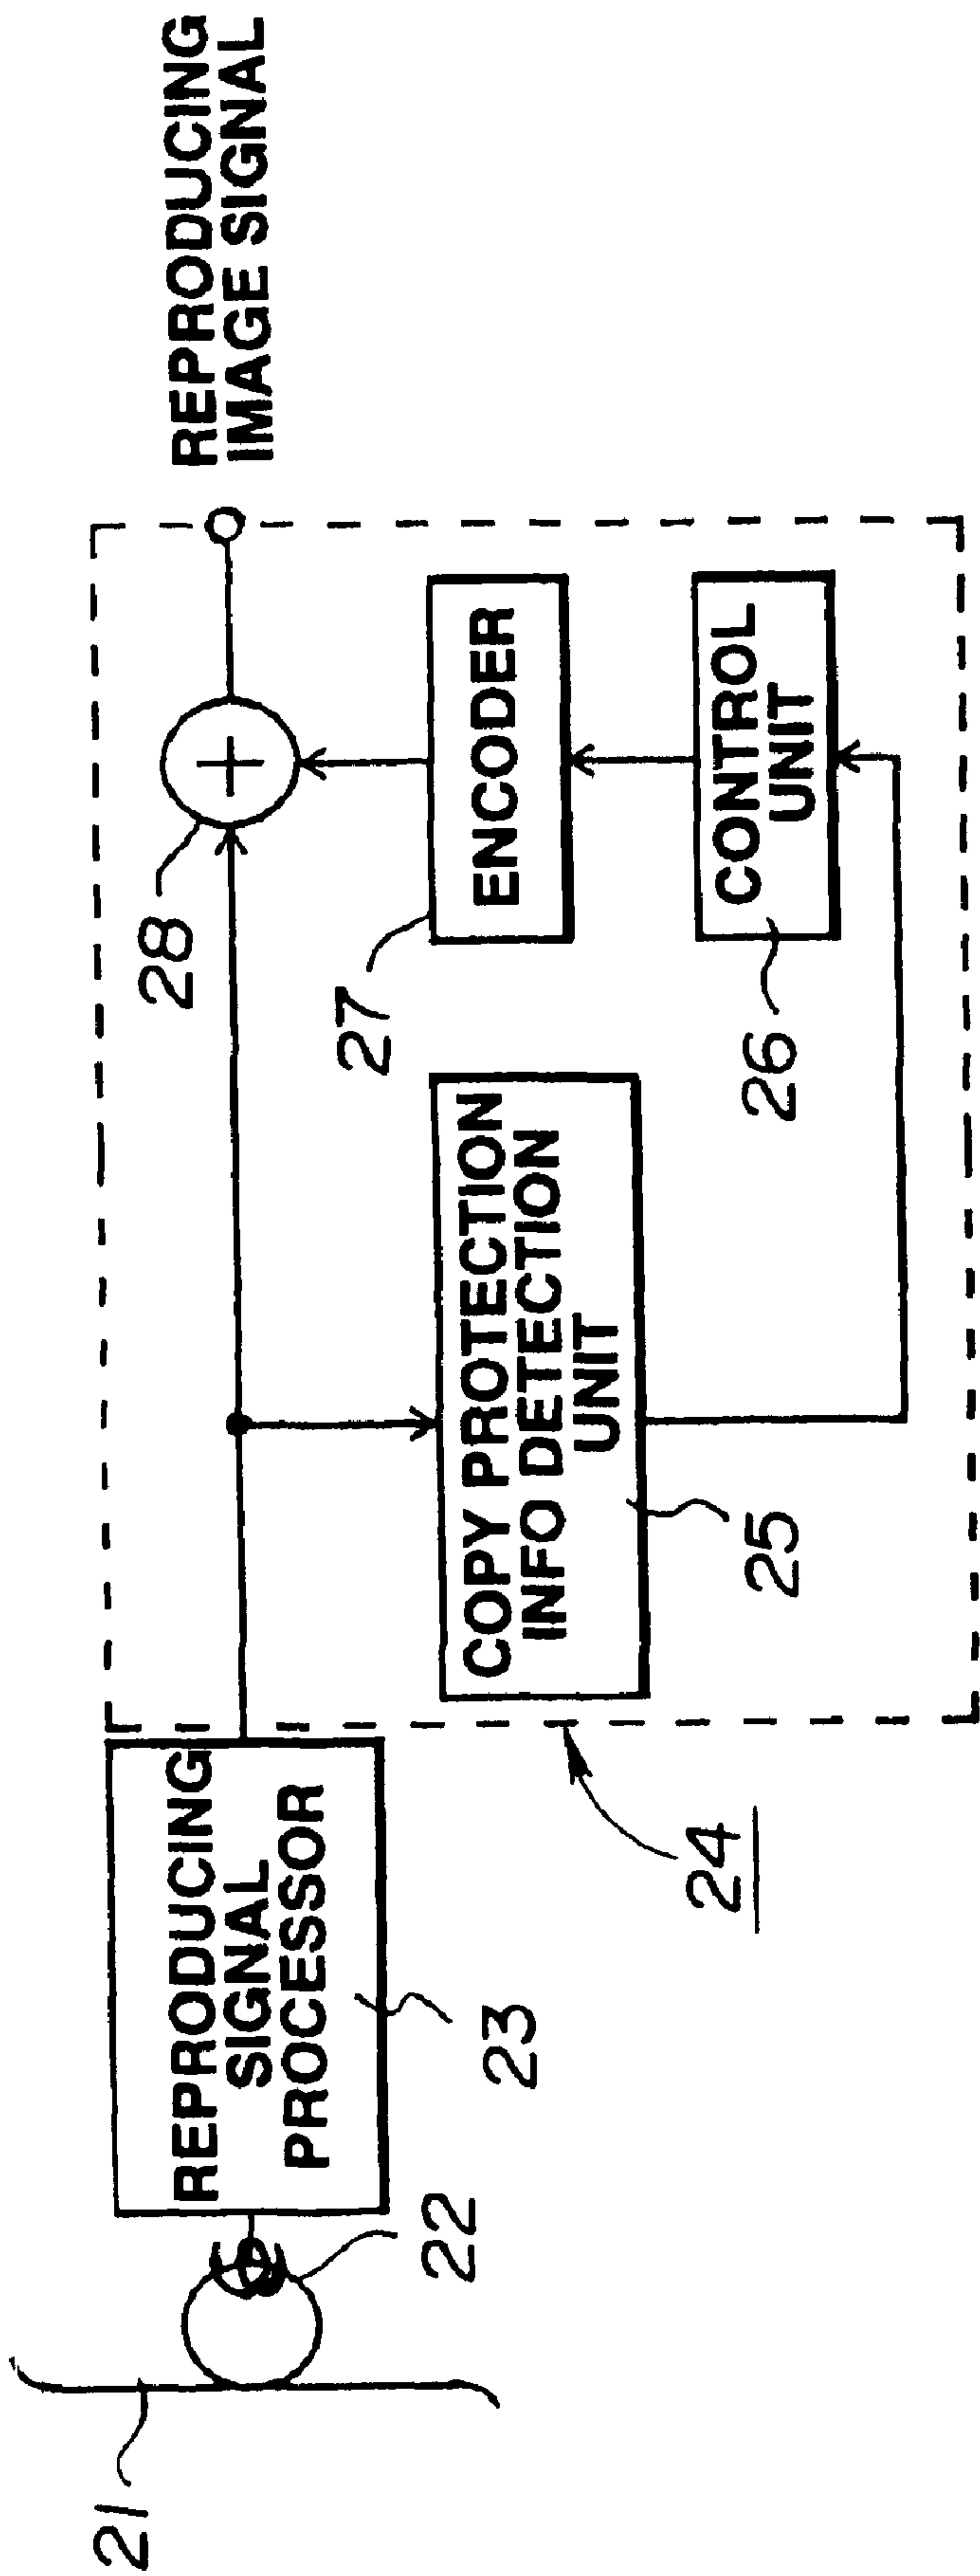 REPRODUCING
IMAGE SIGNAL
28
27
ENCODER
CONTROL
UNIT
26
COPY PROTECTION
INFO DETECTION
UNIT
25
REPRODUCING
SIGNAL
PROCESSOR
23
24
22
21